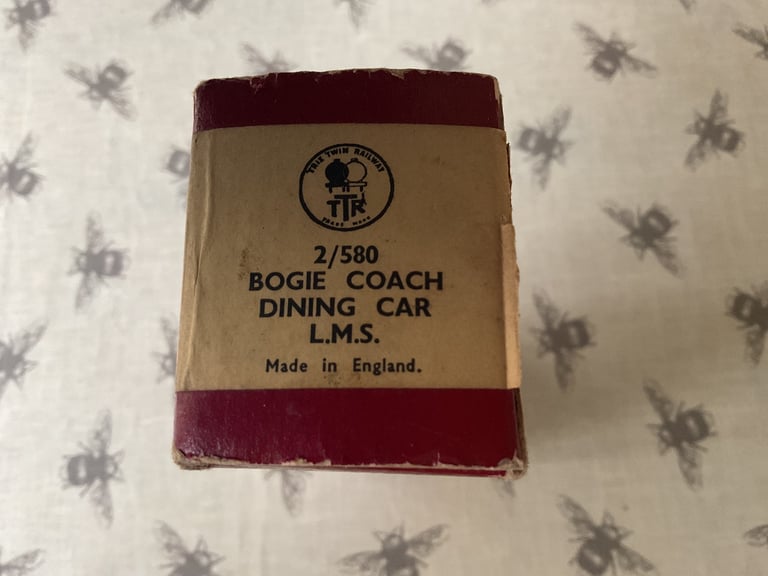 TRIX TWIN RAILWAY
TTR
TRADE MARK
2/580
BOGIE COACH
DINING CAR
L.M.S.
Made in England.